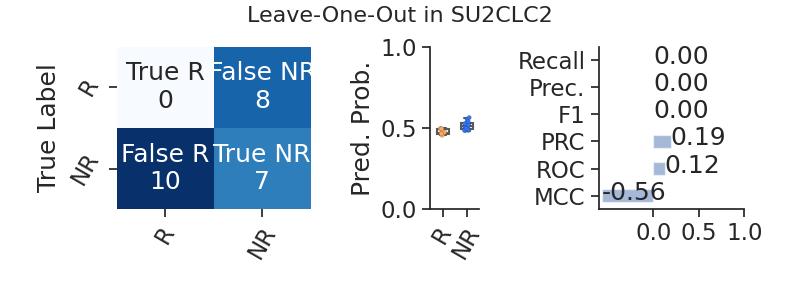 Leave-One-Out in SU2CLC2
True Label
R
NR
True R
0
False NR
8
False R
10
True NR
7
R
NR
Pred. Prob.
1.0
0.5
0.0
R
NR
Recall
Prec.
F1
PRC
ROC
MCC
0.00
0.00
0.00
0.19
0.12
-0.56
0.0 0.5 1.0